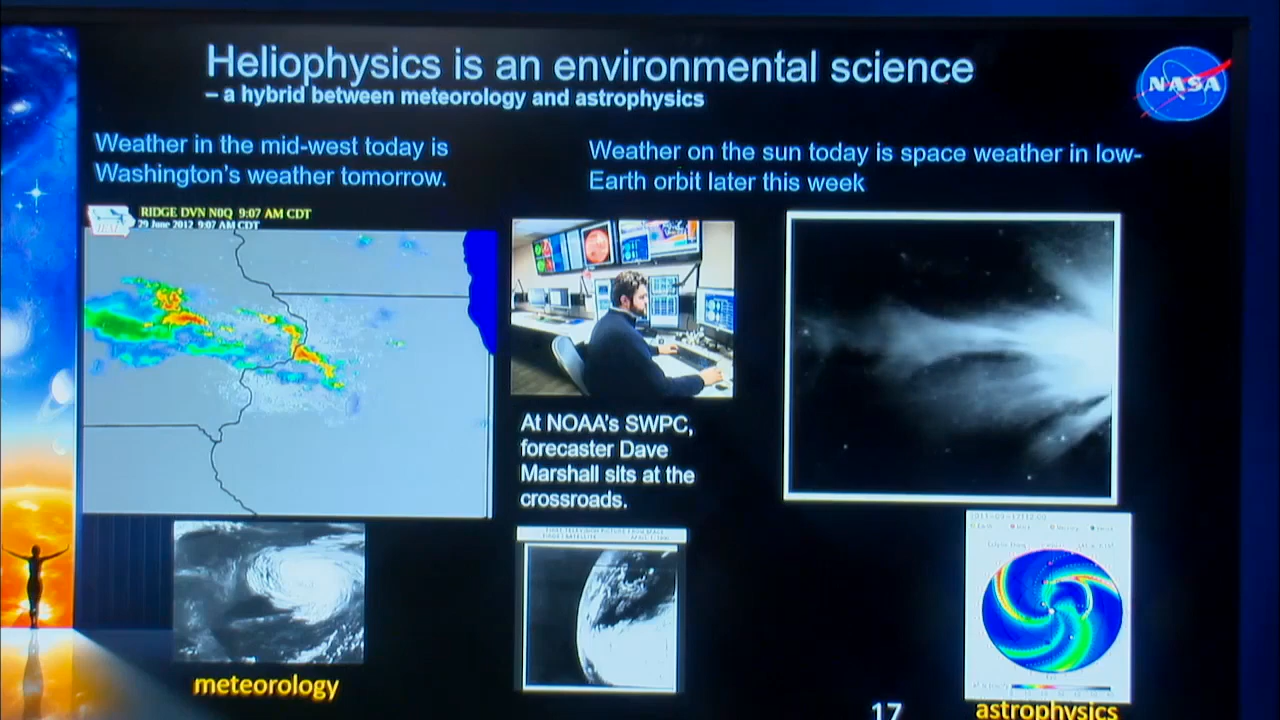 Heliophysics is an environmental science
– a hybrid between meteorology and astrophysics
NASA
Weather in the mid-west today is
Washington's weather tomorrow.
Weather on the sun today is space weather in low-
Earth orbit later this week
RIDGE DVN N0Q 9:07 AM CDT
29 June 2012 9:07 AM CDT
At NOAA's SWPC,
forecaster Dave
Marshall sits at the
crossroads.
meteorology
17
astrophysics